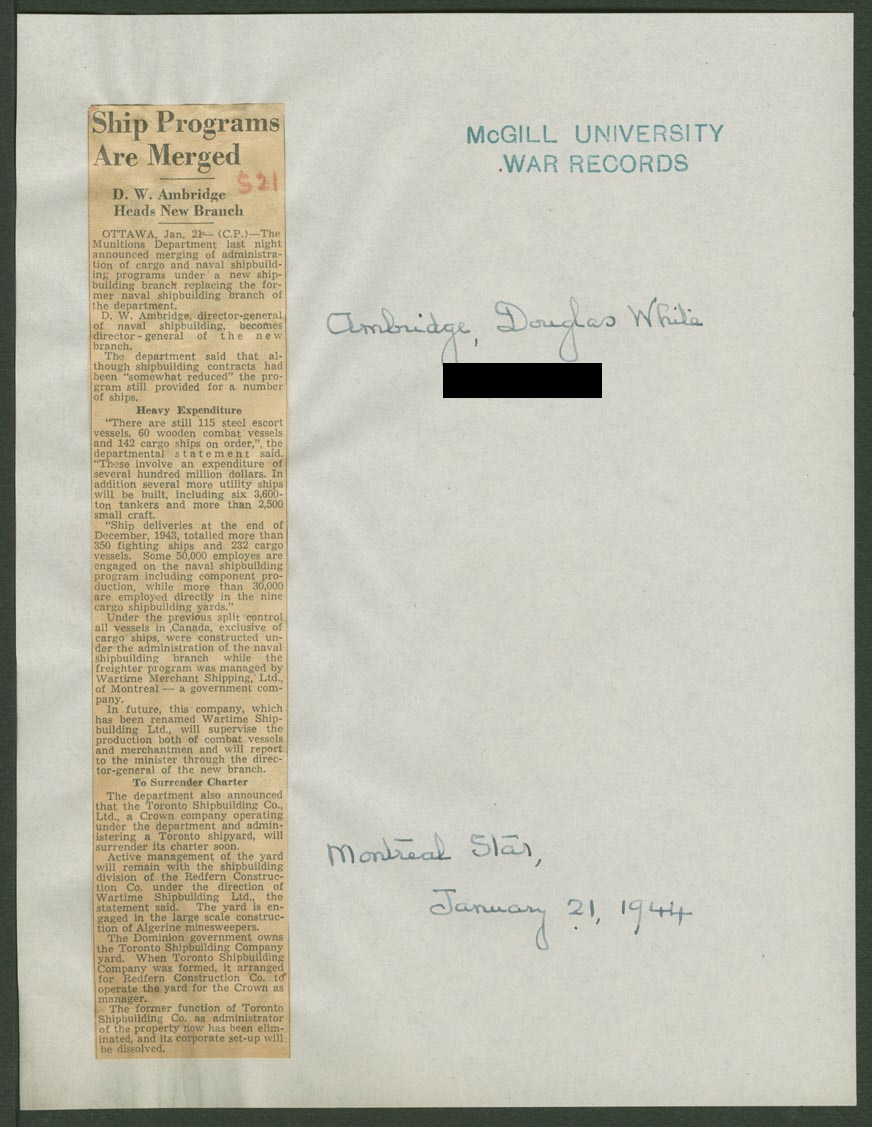 Ship Programs
Are Merged
S21
D. W. Ambridge
Heads New Branch
OTTAWA, Jan. 21— (C.P.)—The
Munitions Department last night
announced merging of administra-
tion of cargo and naval shipbuild-
ing programs under a new ship-
building branch replacing the for-
mer naval shipbuilding branch of
the department.
D. W. Ambridge, director-general
of naval shipbuilding, becomes
director-general of the new
branch.
The department said that al-
though shipbuilding contracts had
been "somewhat reduced" the pro-
gram still provided for a number
of ships.
Heavy Expenditure
"There are still 115 steel escort
vessels, 60 wooden combat vessels
and 142 cargo ships on order,", the
departmental statement said.
"These involve an expenditure of
several hundred million dollars. In
addition several more utility ships
will be built, including six 3,600-
ton tankers and more than 2,500
small craft.
"Ship deliveries at the end of
December, 1943, totalled more than
350 fighting ships and 232 cargo
vessels. Some 50,000 employes are
engaged on the naval shipbuilding
program including component pro-
duction, while more than 30,000
are employed directly in the nine
cargo shipbuilding yards."
Under the previous split control
all vessels in Canada, exclusive of
cargo ships, were constructed un-
der the administration of the naval
shipbuilding branch while the
freighter program was managed by
Wartime Merchant Shipping, Ltd.,
of Montreal — a government com-
pany.
In future, this company, which
has been renamed Wartime Ship-
building Ltd., will supervise the
production both of combat vessels
and merchantmen and will report
to the minister through the direc-
tor-general of the new branch.
To Surrender Charter
The department also announced
that the Toronto Shipbuilding Co.,
Ltd., a Crown company operating
under the department and admin-
istering a Toronto shipyard, will
surrender its charter soon.
Active management of the yard
will remain with the shipbuilding
division of the Redfern Construc-
tion Co. under the direction of
Wartime Shipbuilding Ltd., the
statement said. The yard is en-
gaged in the large scale construc-
tion of Algerine minesweepers.
The Dominion government owns
the Toronto Shipbuilding Company
yard. When Toronto Shipbuilding
Company was formed, it arranged
for Redfern Construction Co. to
operate the yard for the Crown as
manager.
The former function of Toronto
Shipbuilding Co. as administrator
of the property now has been elim-
inated, and its corporate set-up will
be dissolved.
McGILL UNIVERSITY
WAR RECORDS
Ambridge, Douglas White
Montreal Star,
January 21, 1944